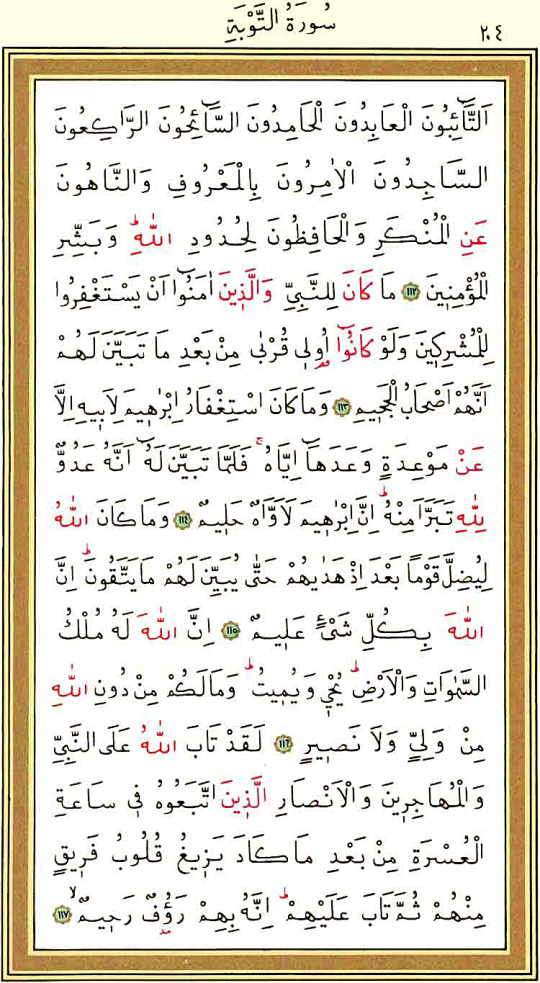 سُورَةُ التَّوْبَةِ
٢٠٤
اَلتَّٓائِبُونَ الْعَابِدُونَ الْحَامِدُونَ السَّٓائِحُونَ الرَّاكِعُونَ
السَّاجِدُونَ الْاٰمِرُونَ بِالْمَعْرُوفِ وَالنَّاهُونَ
عَنِ الْمُنْكَرِ وَالْحَافِظُونَ لِحُدُودِ اللّٰهِۜ وَبَشِّرِ
الْمُؤْمِن۪ينَ ﴿١١٢﴾ مَا كَانَ لِلنَّبِيِّ وَالَّذ۪ينَ اٰمَنُٓوا اَنْ يَسْتَغْفِرُوا
لِلْمُشْرِك۪ينَ وَلَوْ كَانُٓوا اُو۬ل۪ي قُرْبٰى مِنْ بَعْدِ مَا تَبَيَّنَ لَهُمْ
اَنَّهُمْ اَصْحَابُ الْجَح۪يمِ ﴿١١٣﴾ وَمَا كَانَ اسْتِغْفَارُ اِبْرٰه۪يمَ لِاَب۪يهِ اِلَّا
عَنْ مَوْعِدَةٍ وَعَدَهَٓا اِيَّاهُۚ فَلَمَّا تَبَيَّنَ لَهُٓ اَنَّهُ عَدُوٌّ
لِلّٰهِ تَبَرَّاَ مِنْهُۜ اِنَّ اِبْرٰه۪يمَ لَاَوَّاهٌ حَل۪يمٌ ﴿١١٤﴾ وَمَا كَانَ اللّٰهُ
لِيُضِلَّ قَوْمًا بَعْدَ اِذْ هَدٰيهُمْ حَتّٰى يُبَيِّنَ لَهُمْ مَا يَتَّقُونَۜ اِنَّ
اللّٰهَ بِكُلِّ شَيْءٍ عَل۪يمٌ ﴿١١٥﴾ اِنَّ اللّٰهَ لَهُ مُلْكُ
السَّمٰوَاتِ وَالْاَرْضِۜ يُحْي۪ وَيُم۪يتُۜ وَمَا لَكُمْ مِنْ دُونِ اللّٰهِ
مِنْ وَلِيٍّ وَلَا نَص۪يرٍ ﴿١١٦﴾ لَقَدْ تَابَ اللّٰهُ عَلَى النَّبِيِّ
وَالْمُهَاجِر۪ينَ وَالْاَنْصَارِ الَّذ۪ينَ اتَّبَعُوهُ ف۪ي سَاعَةِ
الْعُسْرَةِ مِنْ بَعْدِ مَا كَادَ يَز۪يغُ قُلُوبُ فَر۪يقٍ
مِنْهُمْ ثُمَّ تَابَ عَلَيْهِمْۜ اِنَّهُ بِهِمْ رَؤُ۫فٌ رَح۪يمٌۙ ﴿١١٧﴾